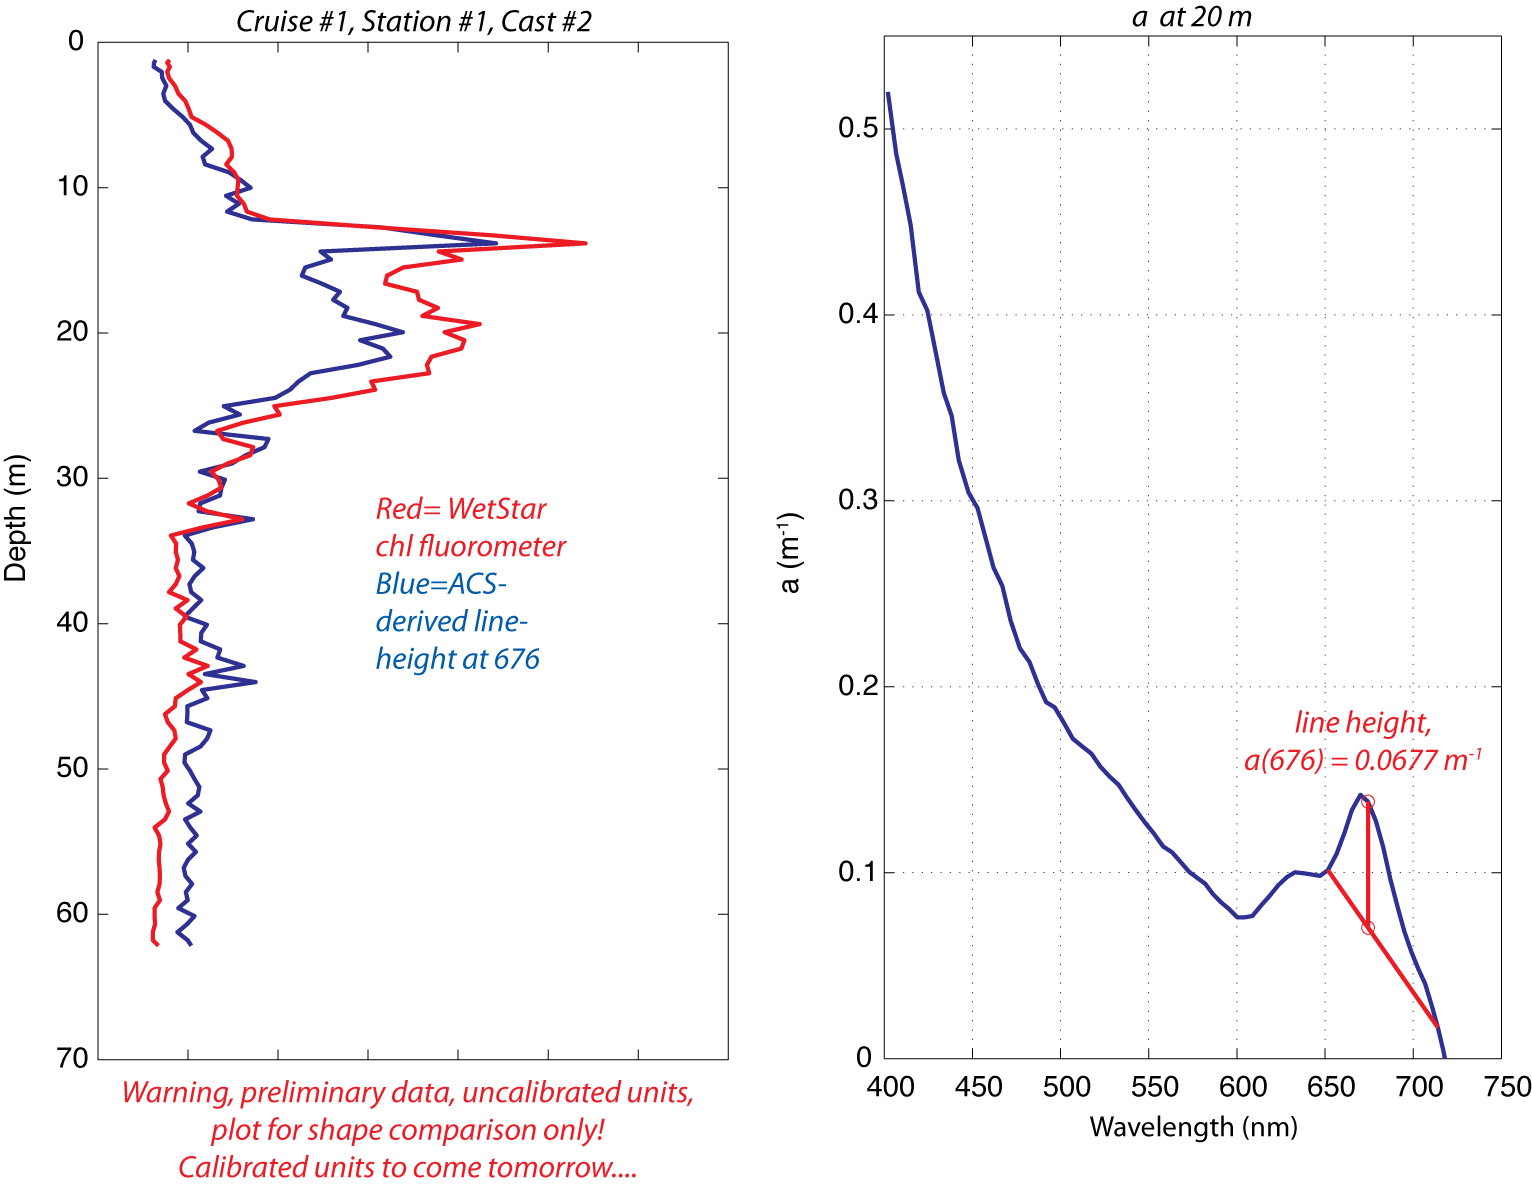 Cruise #1, Station #1, Cast #2
0
10
20
30
40
50
60
70
Depth (m)
Red= WetStar
chl fluorometer
Blue=ACS-
derived line-
height at 676
Warning, preliminary data, uncalibrated units,
plot for shape comparison only!
Calibrated units to come tomorrow....
a at 20 m
0.5
0.4
0.3
0.2
0.1
0
a (m-1)
line height,
a(676) = 0.0677 m-1
400 450 500 550 600 650 700 750
Wavelength (nm)